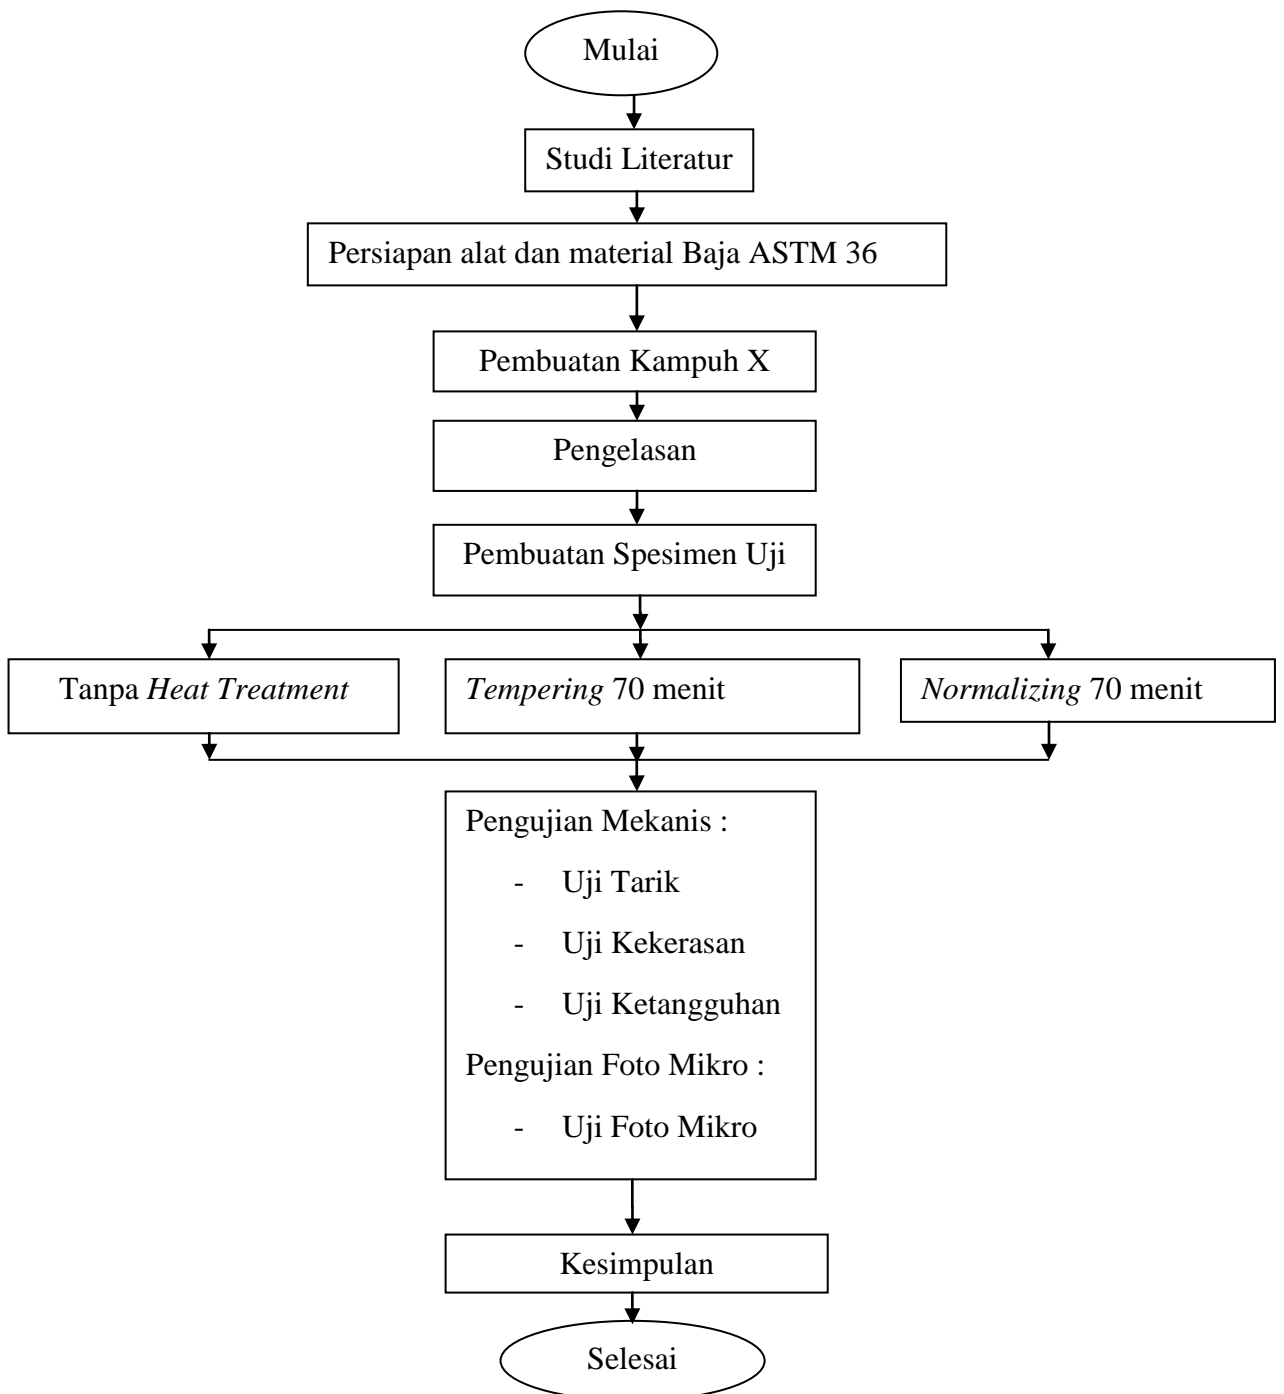 Mulai
Studi Literatur
Persiapan alat dan material Baja ASTM 36
Pembuatan Kampuh X
Pengelasan
Pembuatan Spesimen Uji
Tanpa Heat Treatment
Tempering 70 menit
Normalizing 70 menit
Pengujian Mekanis :
- Uji Tarik
- Uji Kekerasan
- Uji Ketangguhan
Pengujian Foto Mikro :
- Uji Foto Mikro
Kesimpulan
Selesai